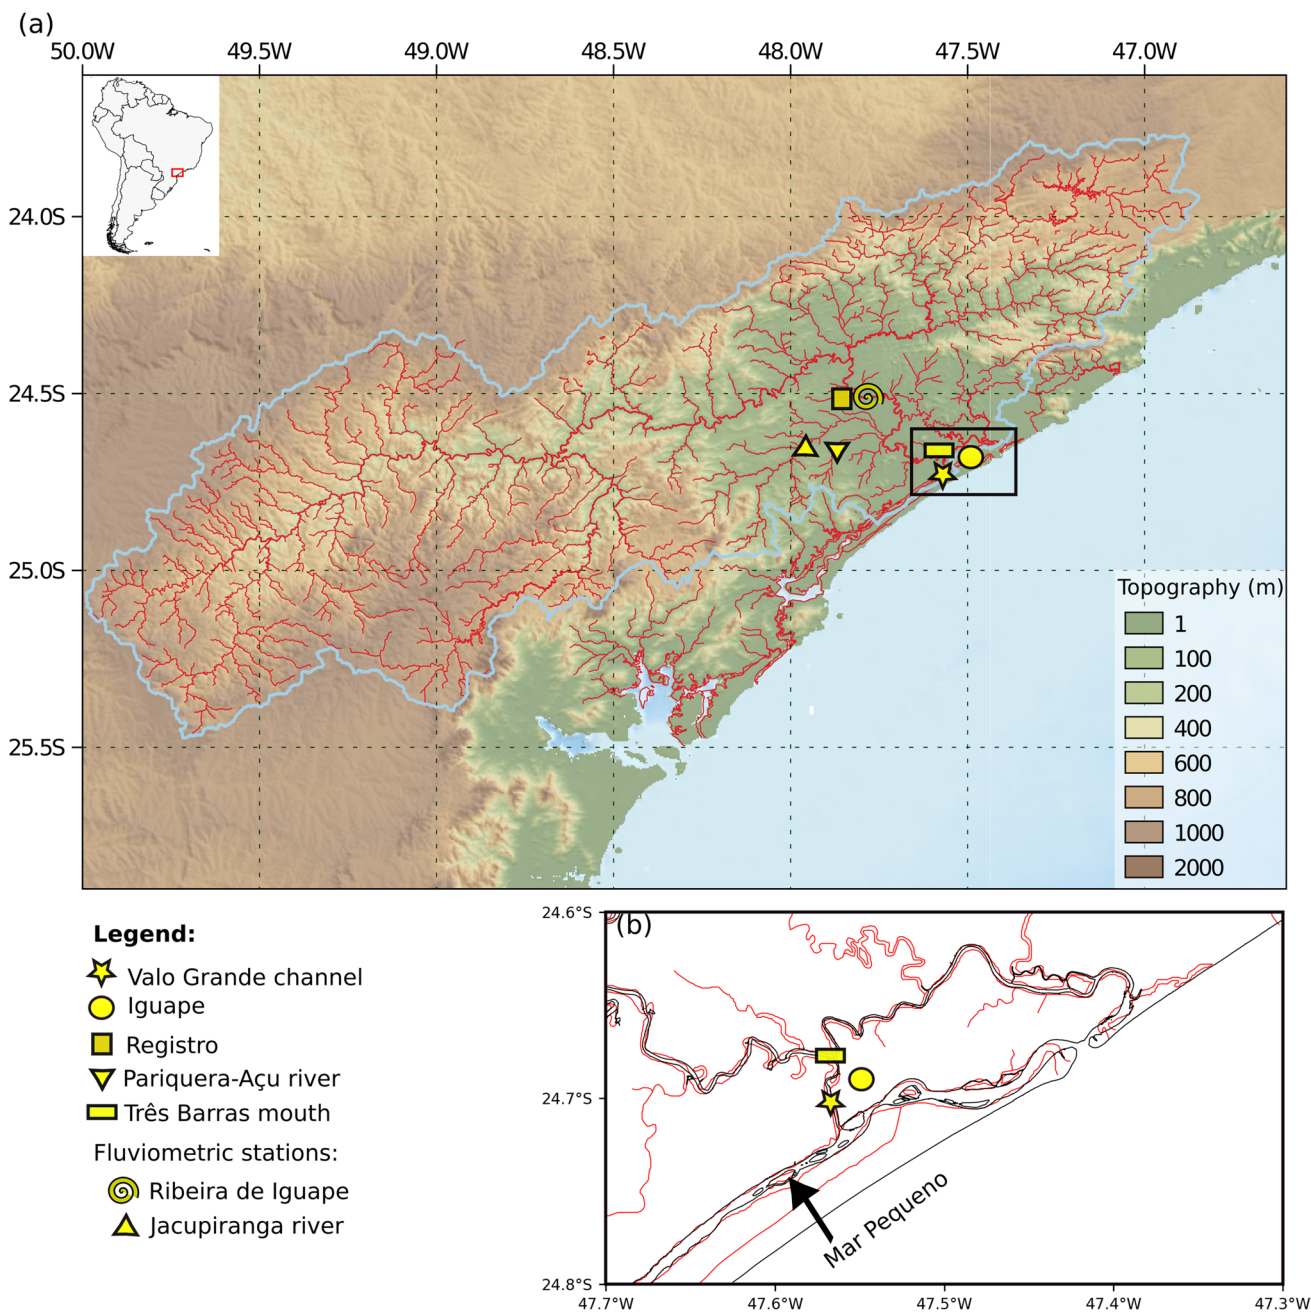 (a)
50.0W 49.5W 49.0W 48.5W 48.0W 47.5W 47.0W
24.0S
24.5S
25.0S
25.5S
Topography (m)
1
100
200
400
600
800
1000
2000
Legend:
Valo Grande channel
Iguape
Registro
Pariquera-Açu river
Três Barras mouth
Fluviometric stations:
Ribeira de Iguape
Jacupiranga river
(b)
24.6°S
24.7°S
24.8°S
Mar Pequeno
47.7°W 47.6°W 47.5°W 47.4°W 47.3°W